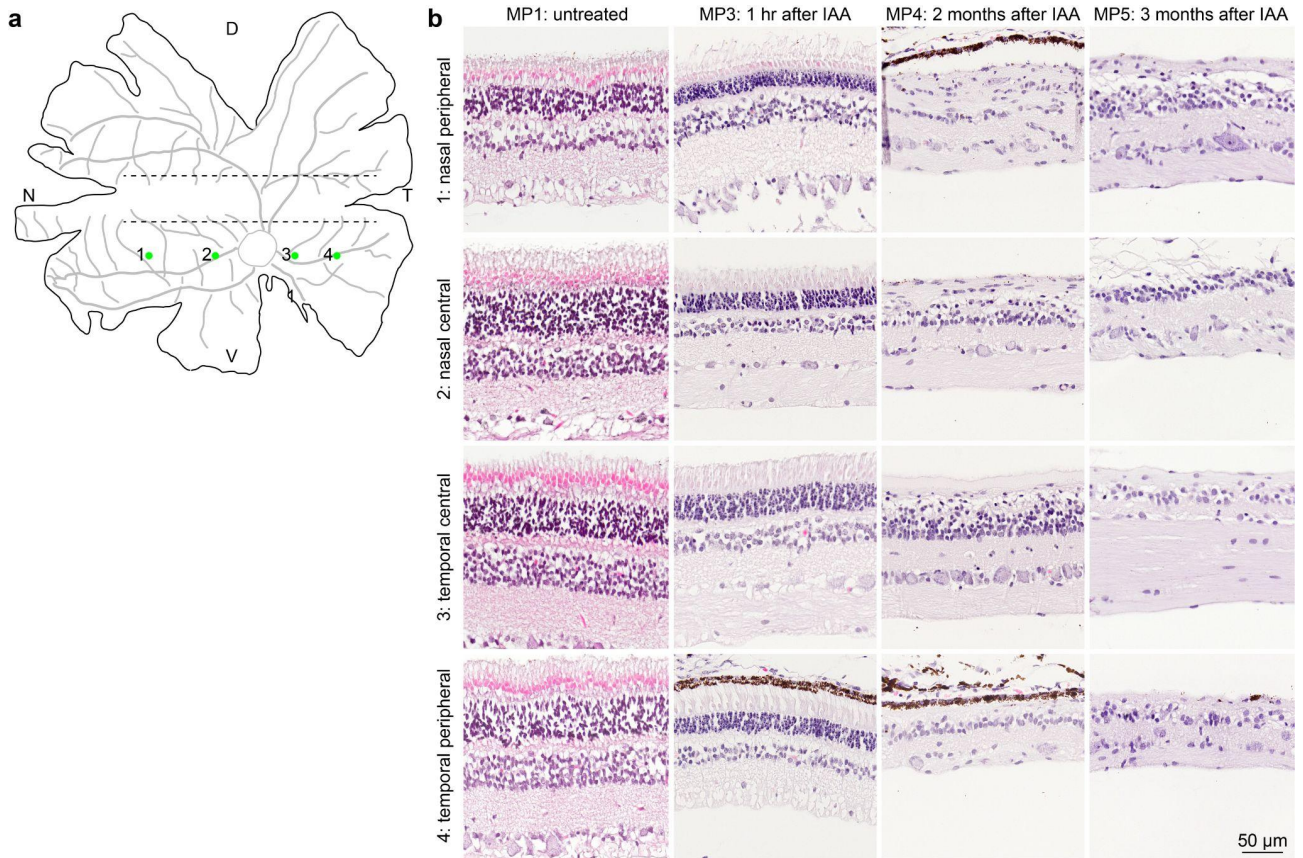 a
D
N
T
1
2
3
4
V
b
MP1: untreated
MP3: 1 hr after IAA
MP4: 2 months after IAA
MP5: 3 months after IAA
1: nasal peripheral
2: nasal central
3: temporal central
4: temporal peripheral
50 µm